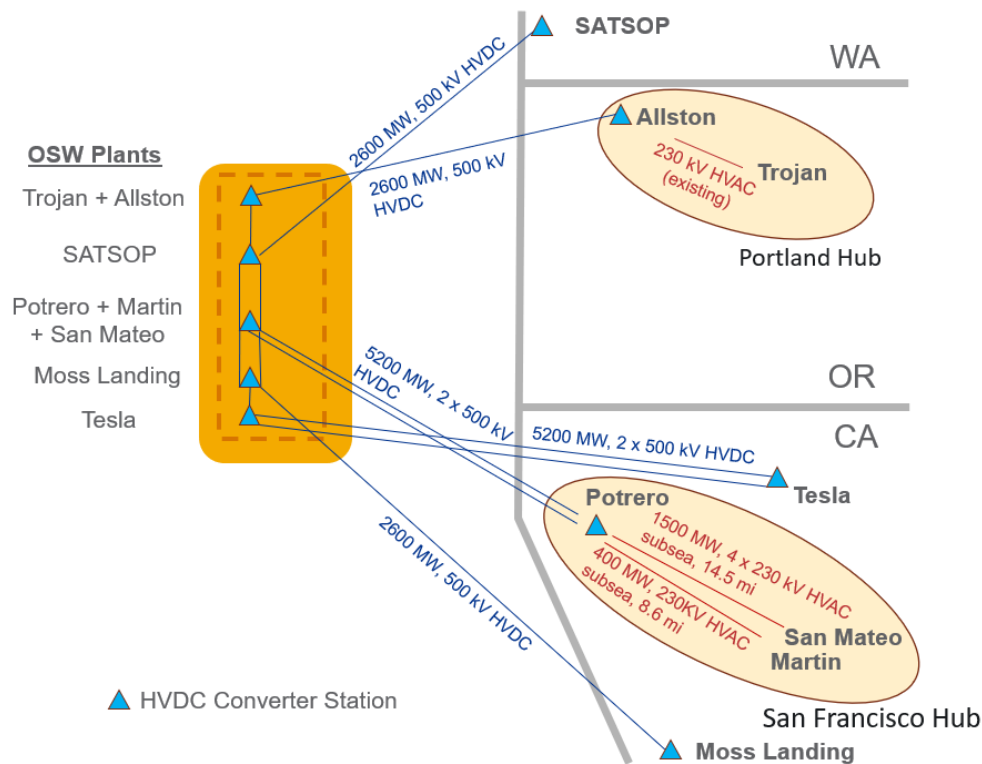 SATSOP
WA
2600 MW, 500 kV HVDC
Allston
230 kV HVAC
(existing)
Trojan
Portland Hub
2600 MW, 500 kV
HVDC
OSW Plants
Trojan + Allston
SATSOP
Potrero + Martin
+ San Mateo
Moss Landing
Tesla
OR
CA
5200 MW, 2 x 500 kV
HVDC
5200 MW, 2 x 500 kV HVDC
Tesla
Potrero
1500 MW, 4 x 230 kV HVAC
subsea, 14.5 mi
400 MW, 230KV HVAC
subsea, 8.6 mi
San Mateo
Martin
San Francisco Hub
2600 MW, 500 kV HVDC
HVDC Converter Station
Moss Landing